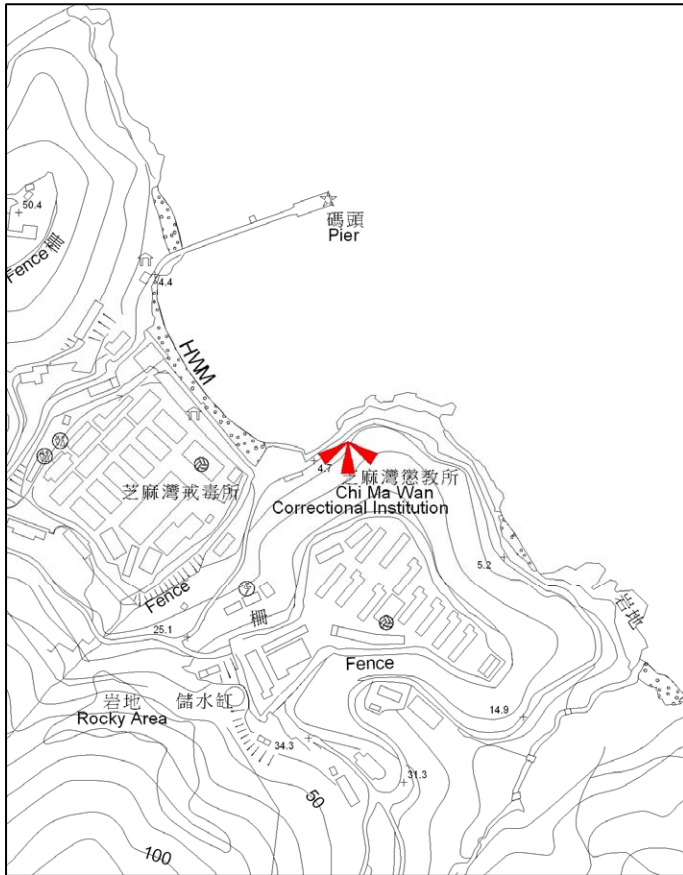 50.4
Fence 柵
碼頭
Pier
4.4
HWM
4.7
芝麻灣懲教所
Chi Ma Wan
Correctional Institution
芝麻灣戒毒所
5.2
岩地
Fence
柵
25.1
Fence
岩地
Rocky Area
儲水缸
14.9
34.3
31.3
50
100